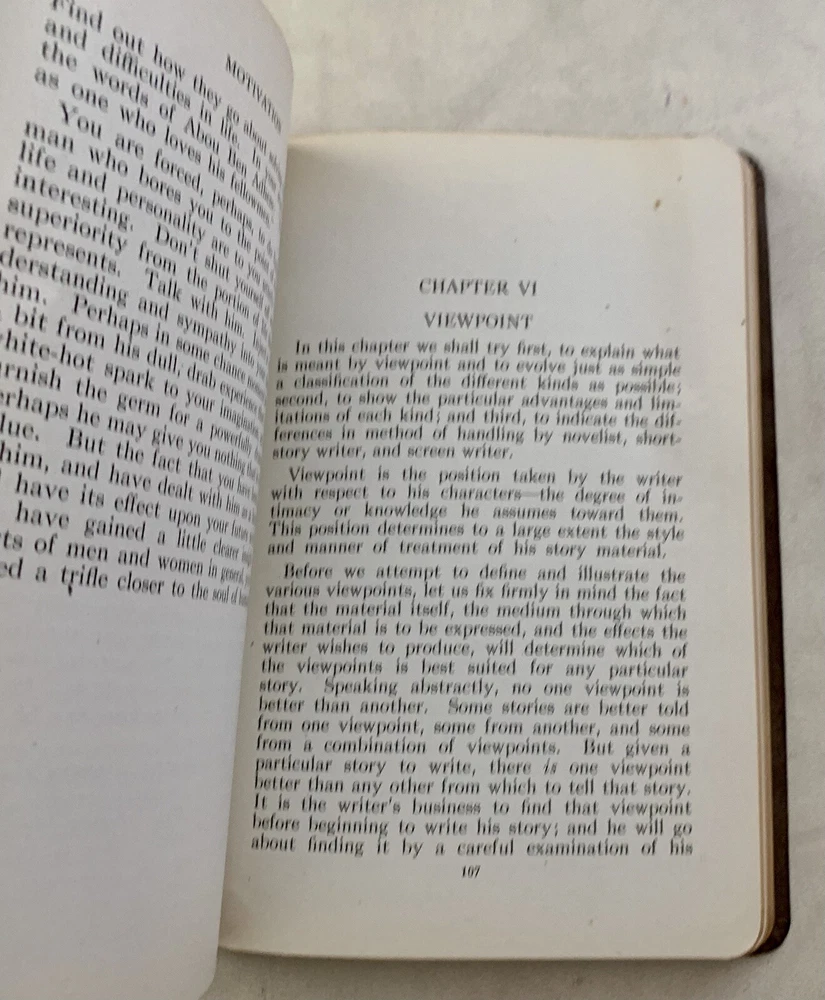 MOTIVATION
Find out how they go about
and difficulties in life. In
the words of Abou Ben Adhem,
as one who loves his fellowmen.
You are forced, perhaps, to
man who bores you to the point
life and personality are to you
interesting. Don't shut yourself
superiority from the portion of
represents. Talk with him.
derstanding and sympathy into your
him. Perhaps in some chance
bit from his dull, drab experience
white-hot spark to your imagination
urnish the germ for a powerfully
erhaps he may give you nothing
lue. But the fact that you have
him, and have dealt with him as
have its effect upon your future
have gained a little clearer
ts of men and women in general,
ed a trifle closer to the soul of
CHAPTER VI
VIEWPOINT
In this chapter we shall try first, to explain what
is meant by viewpoint and to evolve just as simple
a classification of the different kinds as possible;
second, to show the particular advantages and lim-
itations of each kind; and third, to indicate the dif-
ferences in method of handling by novelist, short-
story writer, and screen writer.
Viewpoint is the position taken by the writer
with respect to his characters—the degree of in-
timacy or knowledge he assumes toward them.
This position determines to a large extent the style
and manner of treatment of his story material.
Before we attempt to define and illustrate the
various viewpoints, let us fix firmly in mind the fact
that the material itself, the medium through which
that material is to be expressed, and the effects the
writer wishes to produce, will determine which of
the viewpoints is best suited for any particular
story. Speaking abstractly, no one viewpoint is
better than another. Some stories are better told
from one viewpoint, some from another, and some
from a combination of viewpoints. But given a
particular story to write, there is one viewpoint
better than any other from which to tell that story.
It is the writer's business to find that viewpoint
before beginning to write his story; and he will go
about finding it by a careful examination of his
107